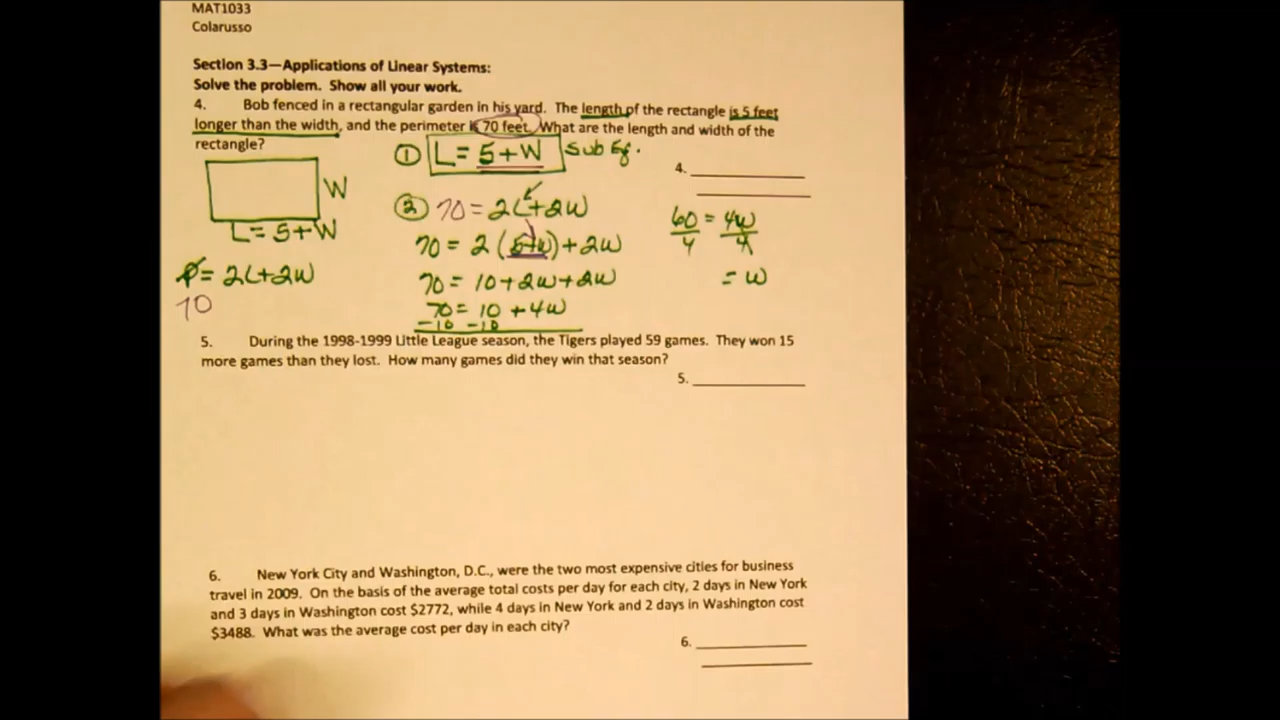 MAT1033
Colarusso
Section 3.3—Applications of Linear Systems:
Solve the problem. Show all your work.
4. Bob fenced in a rectangular garden in his yard. The length of the rectangle is 5 feet
longer than the width, and the perimeter is 70 feet. What are the length and width of the
rectangle?
① L = 5+W Sub Eq.
4.
W
L = 5+W
② 70 = 2L+2W
60 = 4W
4 4
70 = 2 (5+W) + 2W
P = 2L+2W
70
70 = 10+2W+2W
= W
70 = 10 +4W
-10 -10
5. During the 1998-1999 Little League season, the Tigers played 59 games. They won 15
more games than they lost. How many games did they win that season?
5.
6. New York City and Washington, D.C., were the two most expensive cities for business
travel in 2009. On the basis of the average total costs per day for each city, 2 days in New York
and 3 days in Washington cost $2772, while 4 days in New York and 2 days in Washington cost
$3488. What was the average cost per day in each city?
6.